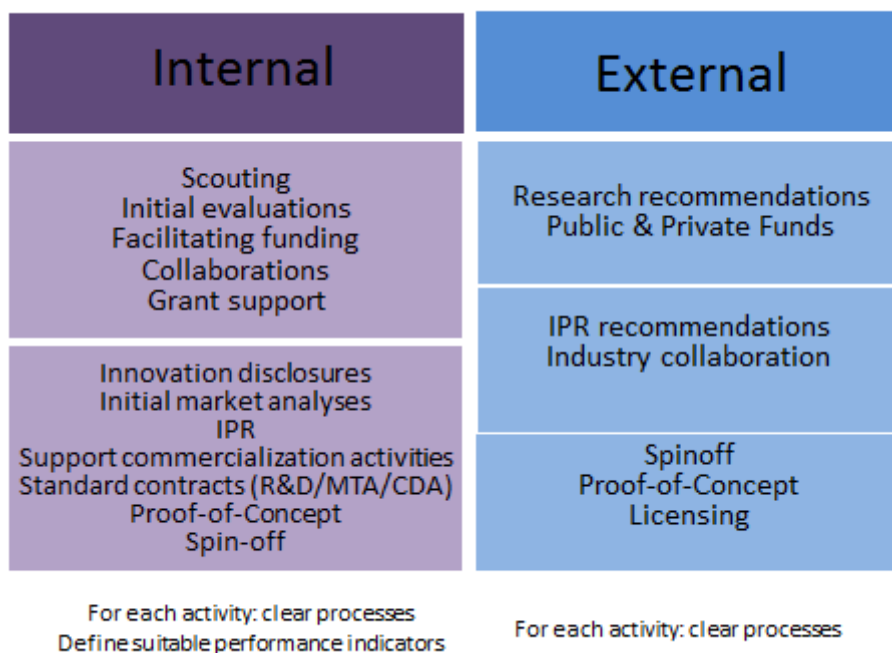 Internal
Scouting
Initial evaluations
Facilitating funding
Collaborations
Grant support
Innovation disclosures
Initial market analyses
IPR
Support commercialization activities
Standard contracts (R&D/MTA/CDA)
Proof-of-Concept
Spin-off
For each activity: clear processes
Define suitable performance indicators
External
Research recommendations
Public & Private Funds
IPR recommendations
Industry collaboration
Spinoff
Proof-of-Concept
Licensing
For each activity: clear processes